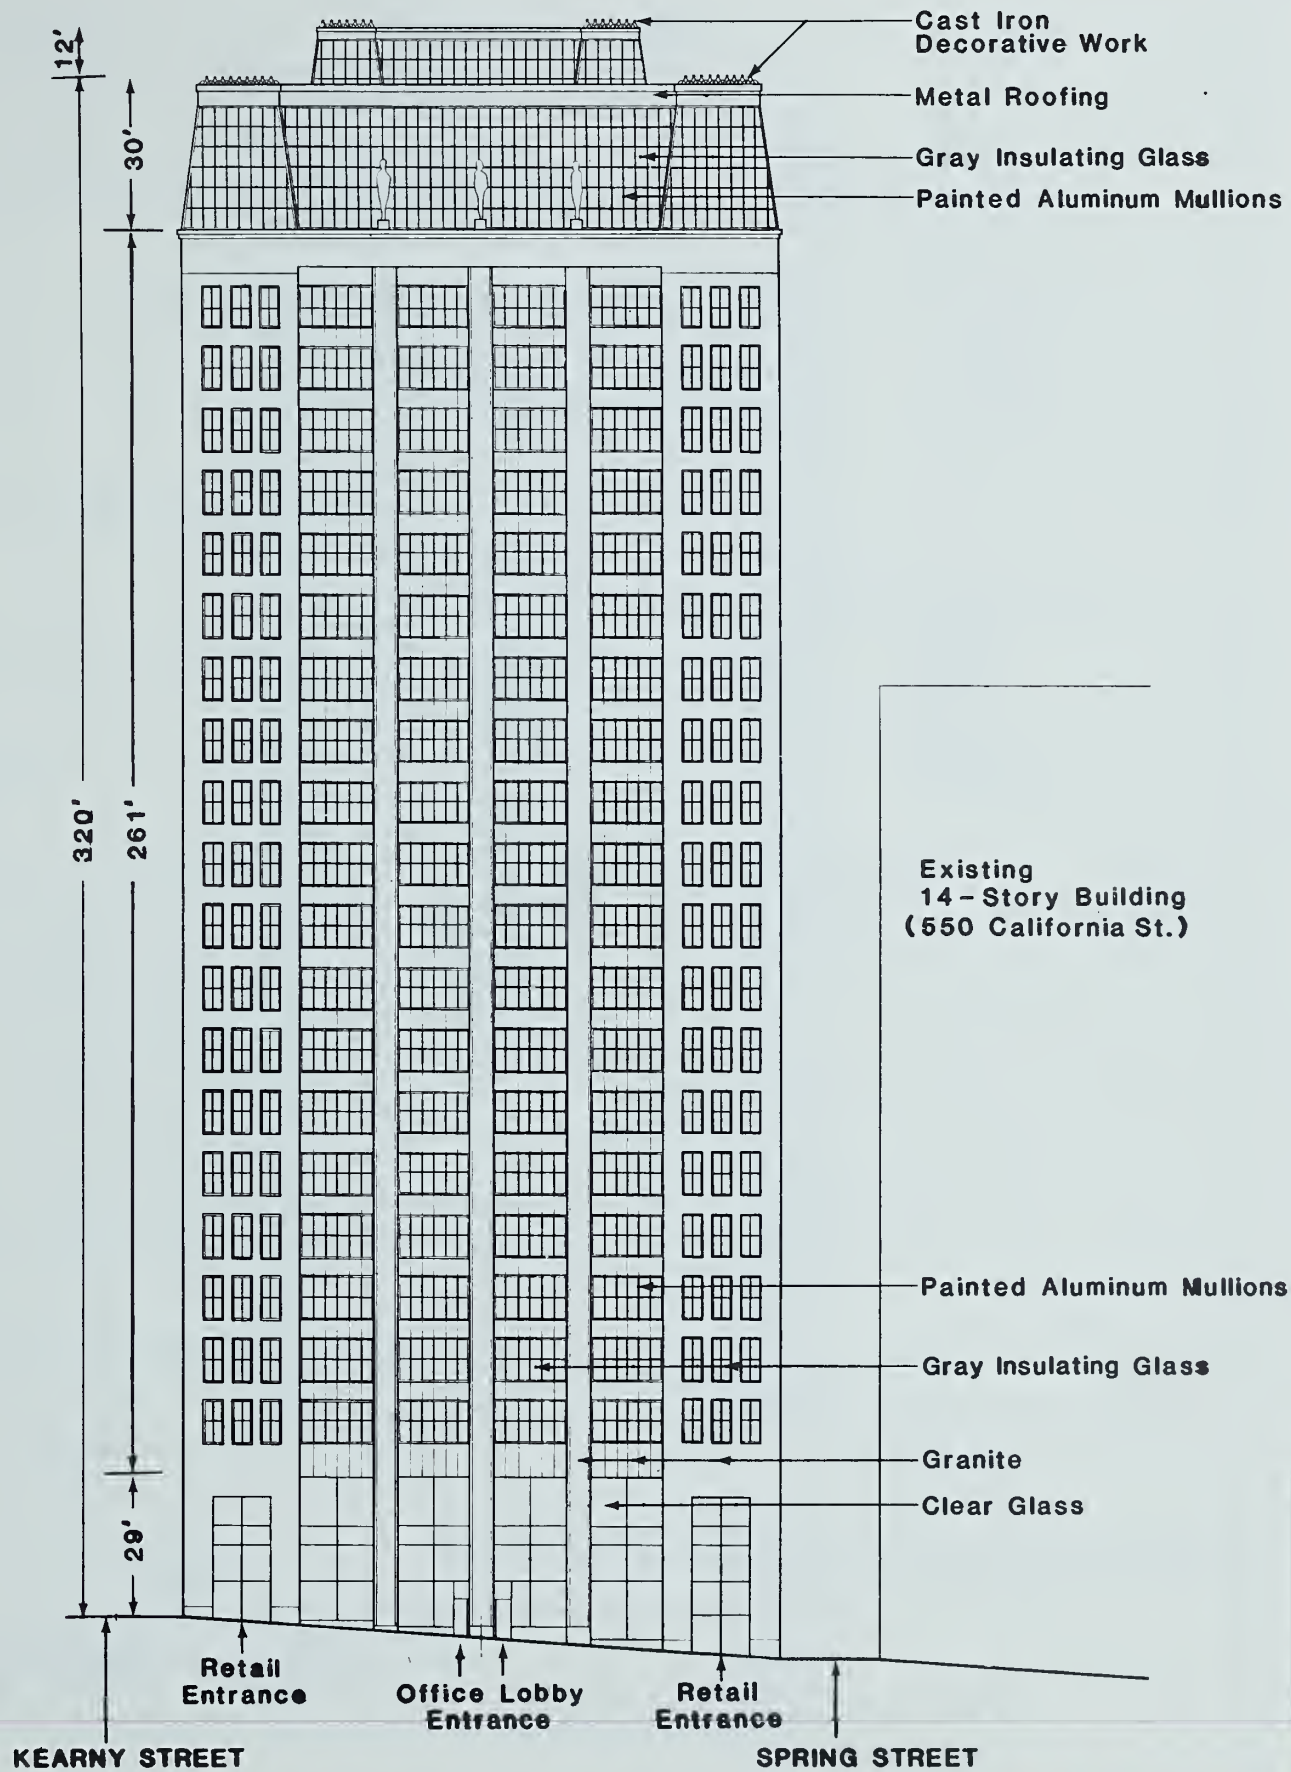 12'
Cast Iron
Decorative Work
Metal Roofing
30'
Gray Insulating Glass
Painted Aluminum Mullions
320'
261'
Existing
14-Story Building
(550 California St.)
Painted Aluminum Mullions
Gray Insulating Glass
Granite
Clear Glass
29'
Retail
Entrance
Office Lobby
Entrance
Retail
Entrance
KEARNY STREET
SPRING STREET